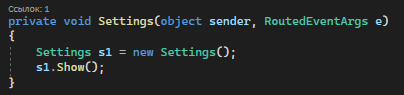 Ссылок: 1
private void Settings(object sender, RoutedEventArgs e)
{
Settings s1 = new Settings();
s1.Show();
}